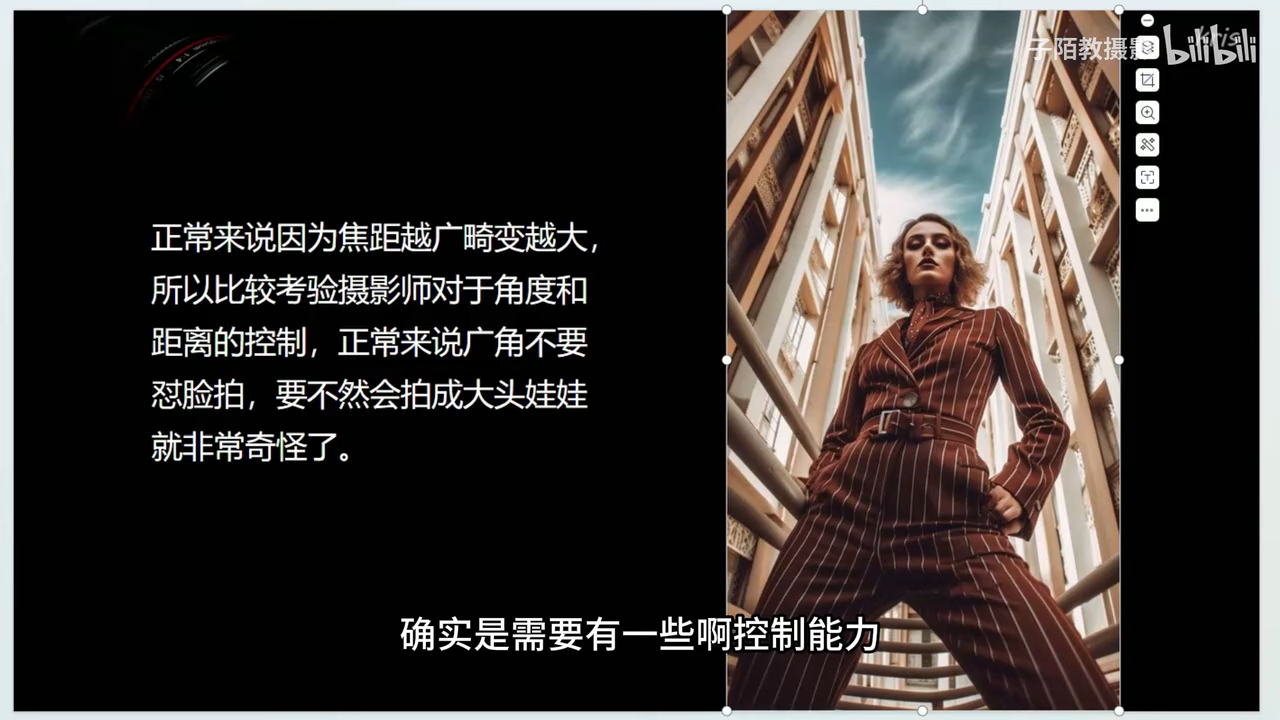 子陌教摄影
bilibili
正常来说因为焦距越广畸变越大，
所以比较考验摄影师对于角度和
距离的控制，正常来说广角不要
怼脸拍，要不然会拍成大头娃娃
就非常奇怪了。
确实是需要有一些啊控制能力